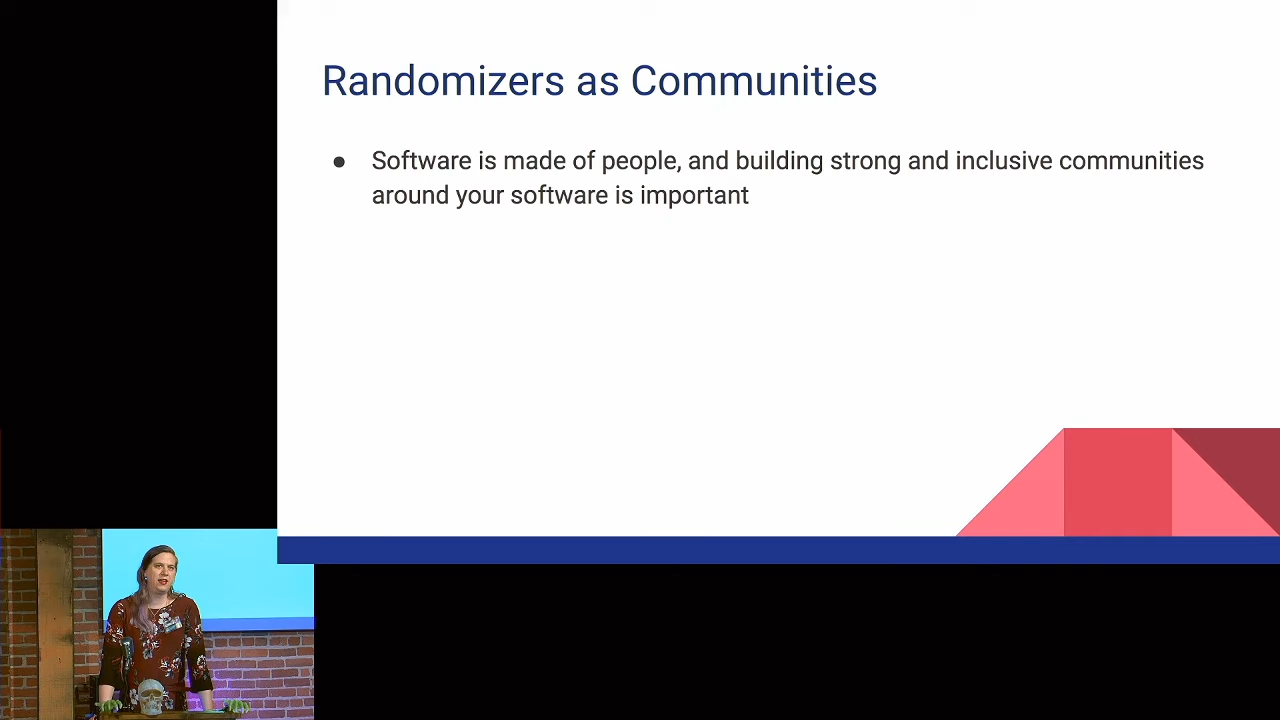 Randomizers as Communities
● Software is made of people, and building strong and inclusive communities
around your software is important